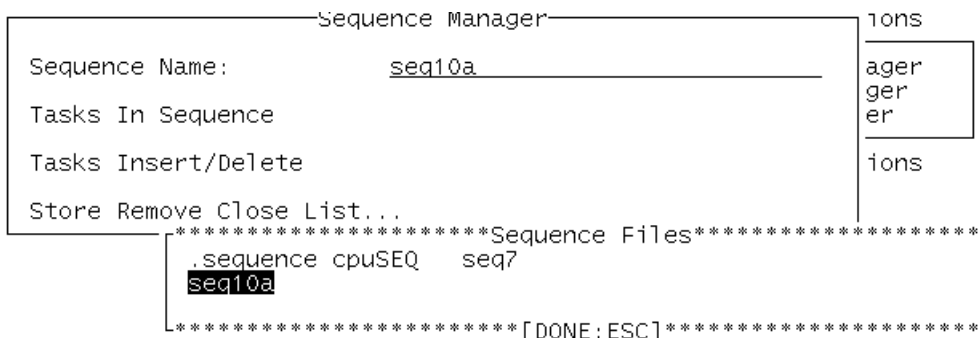 Sequence Manager
ions
Sequence Name: seq10a
ager
ger
Tasks In Sequence
er
Tasks Insert/Delete
ions
Store Remove Close List...
*********************Sequence Files********************
.sequence cpuSEQ seq7
seq10a
************************[DONE:ESC]**********************